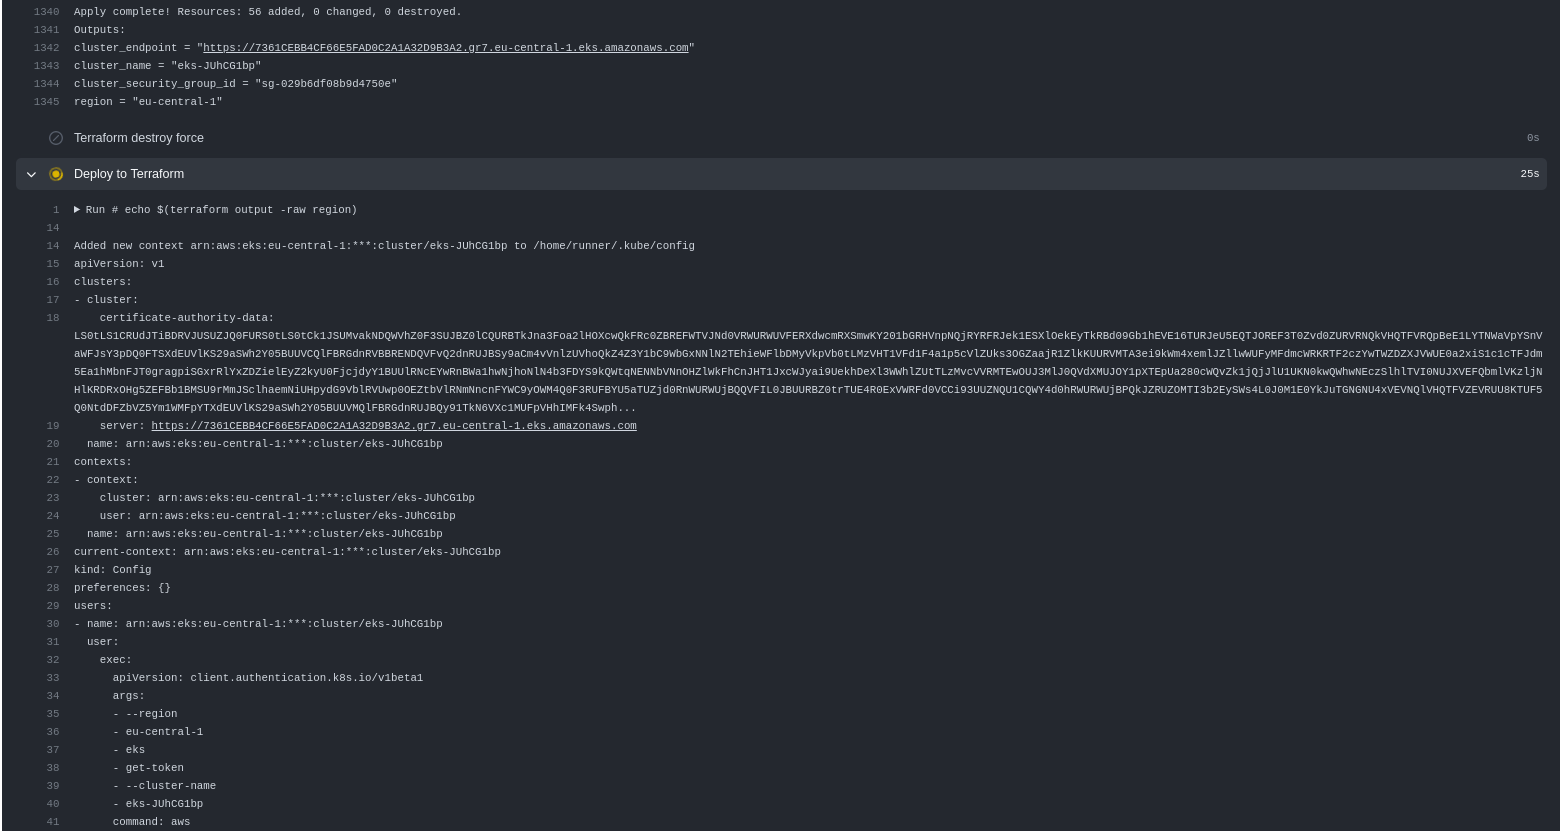 1340 Apply complete! Resources: 56 added, 0 changed, 0 destroyed.
1341 Outputs:
1342 cluster_endpoint = "https://7361CEBB4CF66E5FAD0C2A1A32D9B3A2.gr7.eu-central-1.eks.amazonaws.com"
1343 cluster_name = "eks-JUhCG1bp"
1344 cluster_security_group_id = "sg-029b6df08b9d4750e"
1345 region = "eu-central-1"
Terraform destroy force 0s
Deploy to Terraform 25s
1 ▶ Run # echo $(terraform output -raw region)
14
14 Added new context arn:aws:eks:eu-central-1:***:cluster/eks-JUhCG1bp to /home/runner/.kube/config
15 apiVersion: v1
16 clusters:
17 - cluster:
18     certificate-authority-data:
19     server: https://7361CEBB4CF66E5FAD0C2A1A32D9B3A2.gr7.eu-central-1.eks.amazonaws.com
20   name: arn:aws:eks:eu-central-1:***:cluster/eks-JUhCG1bp
21 contexts:
22 - context:
23     cluster: arn:aws:eks:eu-central-1:***:cluster/eks-JUhCG1bp
24     user: arn:aws:eks:eu-central-1:***:cluster/eks-JUhCG1bp
25   name: arn:aws:eks:eu-central-1:***:cluster/eks-JUhCG1bp
26 current-context: arn:aws:eks:eu-central-1:***:cluster/eks-JUhCG1bp
27 kind: Config
28 preferences: {}
29 users:
30 - name: arn:aws:eks:eu-central-1:***:cluster/eks-JUhCG1bp
31   user:
32     exec:
33       apiVersion: client.authentication.k8s.io/v1beta1
34       args:
35       - --region
36       - eu-central-1
37       - eks
38       - get-token
39       - --cluster-name
40       - eks-JUhCG1bp
41       command: aws